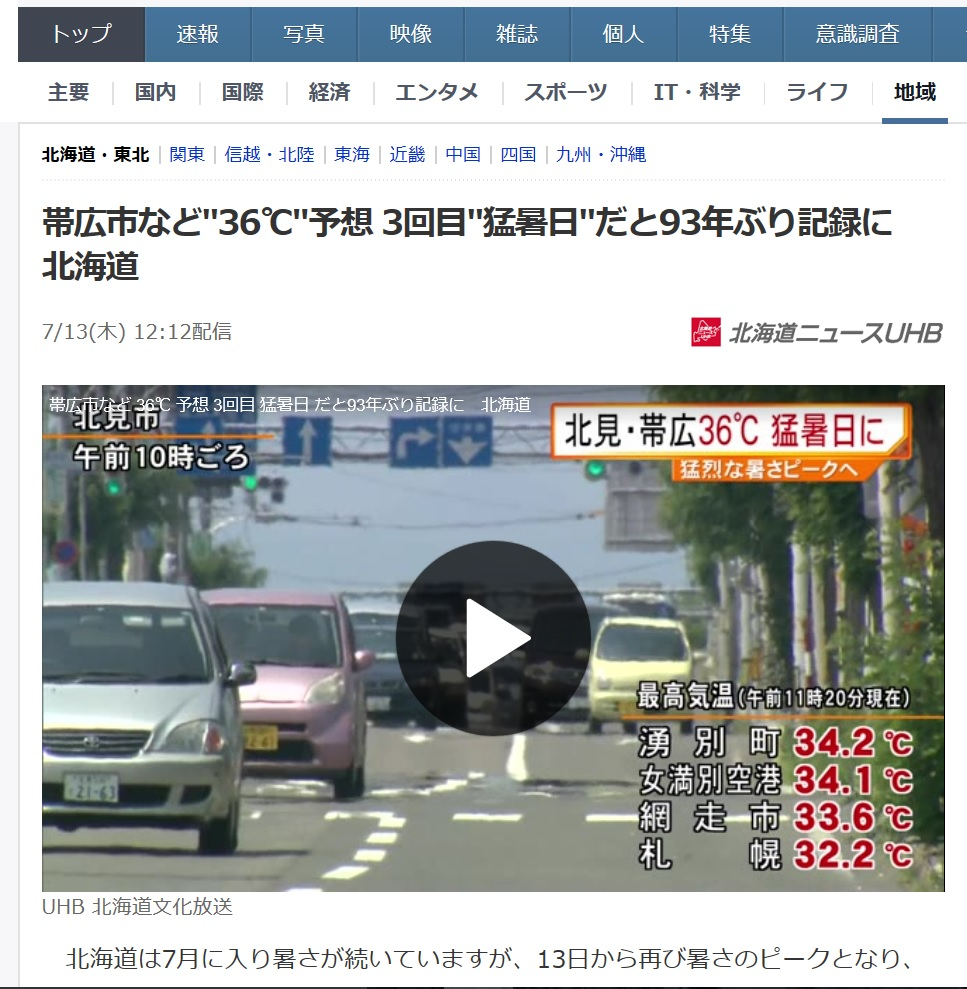 トップ 速報 写真 映像 雑誌 個人 特集 意識調査
主要 国内 国際 経済 エンタメ スポーツ IT・科学 ライフ 地域
北海道・東北 関東 信越・北陸 東海 近畿 中国 四国 九州・沖縄
帯広市など"36℃"予想 3回目"猛暑日"だと93年ぶり記録に
北海道
7/13(木) 12:12配信
北海道ニュースUHB
帯広市など 36℃ 予想 3回目 猛暑日 だと93年ぶり記録に 北海道
北見市
午前10時ごろ
北見・帯広36℃ 猛暑日に
猛烈な暑さピークへ
最高気温(午前11時20分現在)
湧別町 34.2℃
女満別空港 34.1℃
網走市 33.6℃
札幌 32.2℃
21-63
UHB 北海道文化放送
北海道は7月に入り暑さが続いていますが、13日から再び暑さのピークとなり、